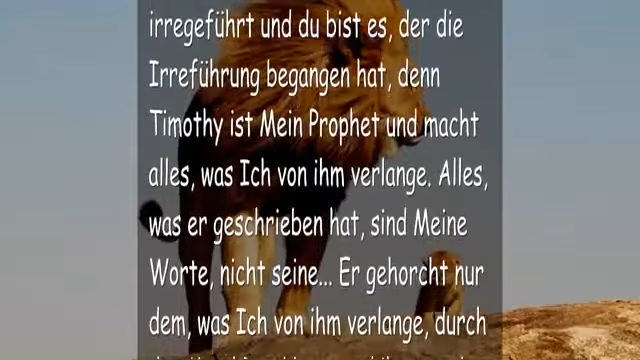 irregeführt und du bist es, der die
Irreführung begangen hat, denn
Timothy ist Mein Prophet und macht
alles, was Ich von ihm verlange. Alles,
was er geschrieben hat, sind Meine
Worte, nicht seine... Er gehorcht nur
dem, was Ich von ihm verlange, durch